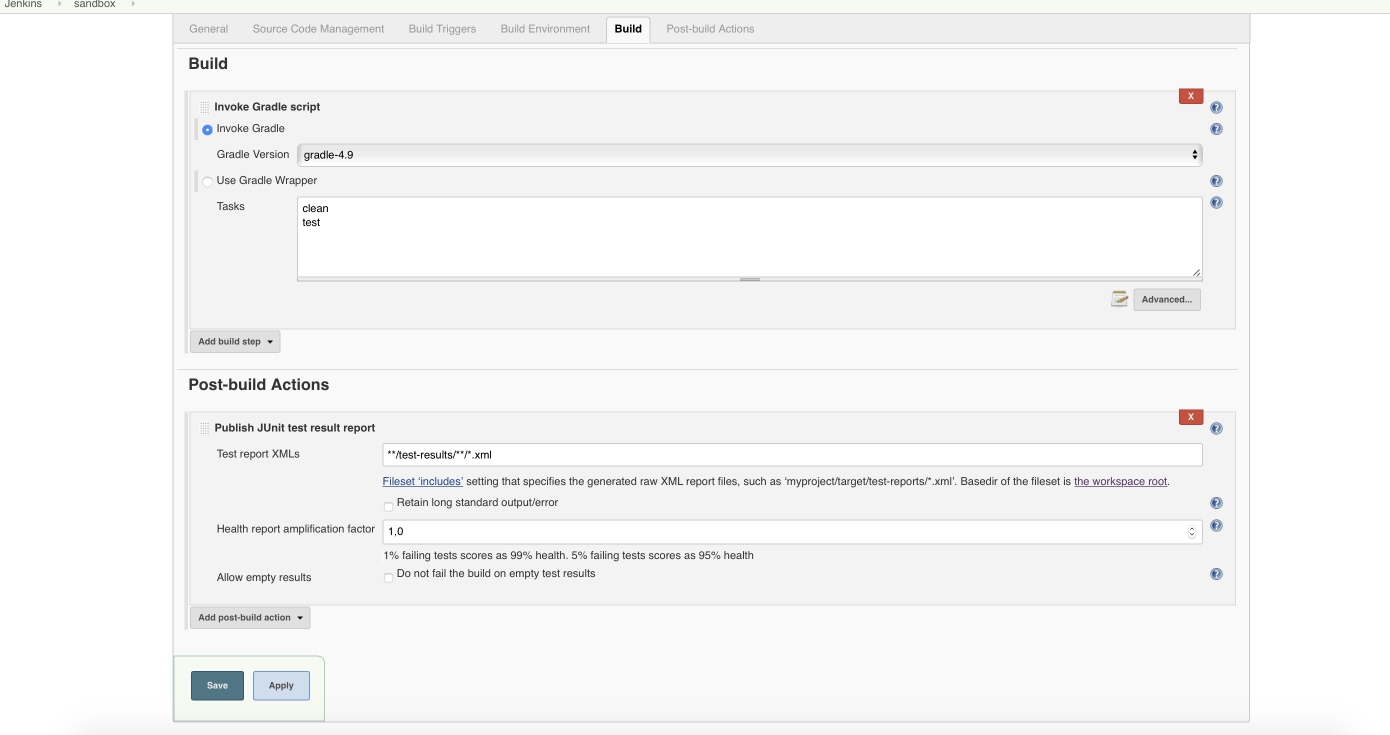 Jenkins sandbox
General Source Code Management Build Triggers Build Environment Build Post-build Actions
Build
Invoke Gradle script
X
Invoke Gradle
Gradle Version gradle-4.9
Use Gradle Wrapper
Tasks
clean
test
Advanced...
Add build step
Post-build Actions
Publish JUnit test result report
X
Test report XMLs **/test-results/**/*.xml
Fileset ‘includes’ setting that specifies the generated raw XML report files, such as ‘myproject/target/test-reports/*.xml’. Basedir of the fileset is the workspace root.
Retain long standard output/error
Health report amplification factor 1,0
1% failing tests scores as 99% health. 5% failing tests scores as 95% health
Allow empty results Do not fail the build on empty test results
Add post-build action
Save Apply